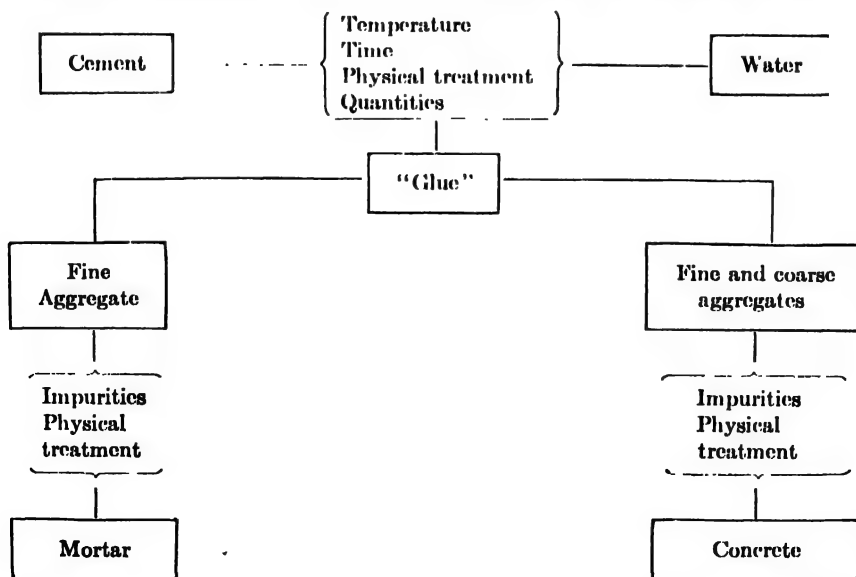 Cement
Temperature
Time
Physical treatment
Quantities
Water
“Glue”
Fine
Aggregate
Fine and coarse
aggregates
Impurities
Physical
treatment
Impurities
Physical
treatment
Mortar
Concrete